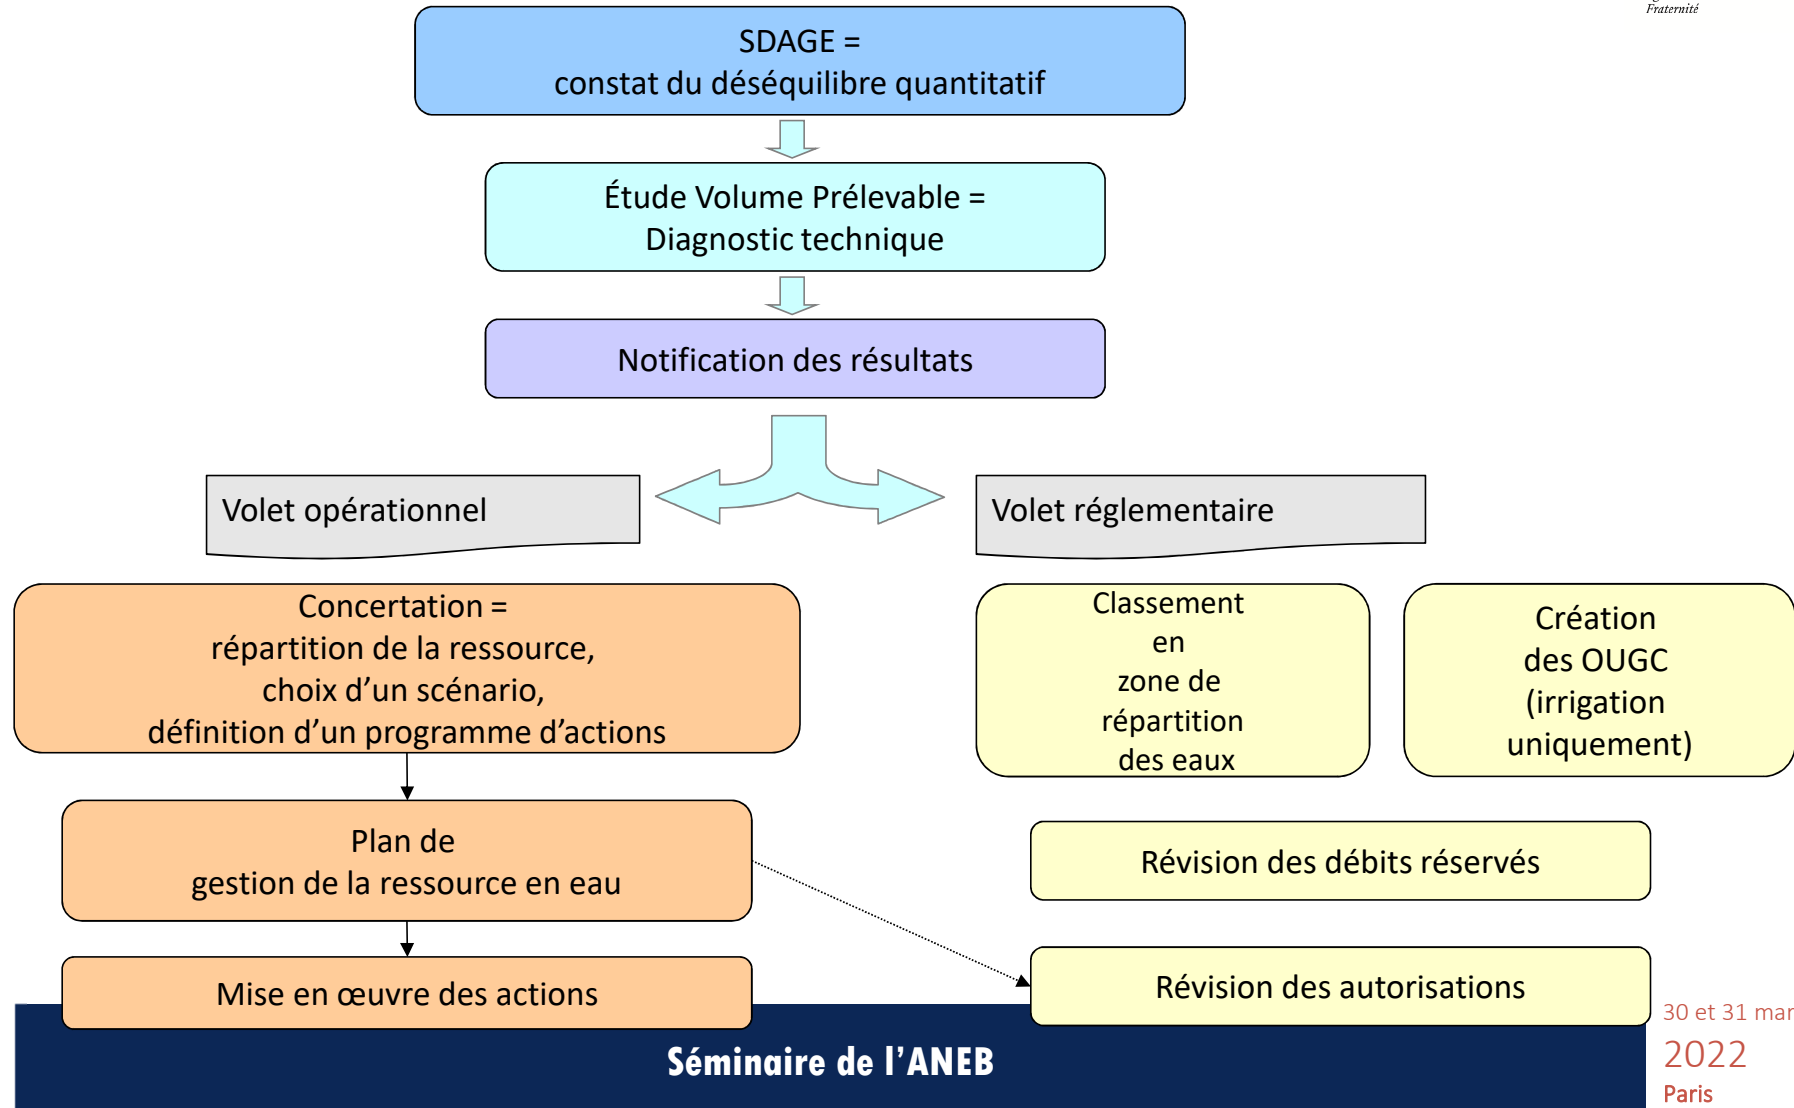 Fraternité
SDAGE =
constat du déséquilibre quantitatif
Étude Volume Prélevable =
Diagnostic technique
Notification des résultats
Volet opérationnel
Volet réglementaire
Concertation =
répartition de la ressource,
choix d’un scénario,
définition d’un programme d’actions
Classement
en
zone de
répartition
des eaux
Création
des OUGC
(irrigation
uniquement)
Plan de
gestion de la ressource en eau
Révision des débits réservés
Mise en œuvre des actions
Révision des autorisations
Séminaire de l’ANEB
30 et 31 mar
2022
Paris